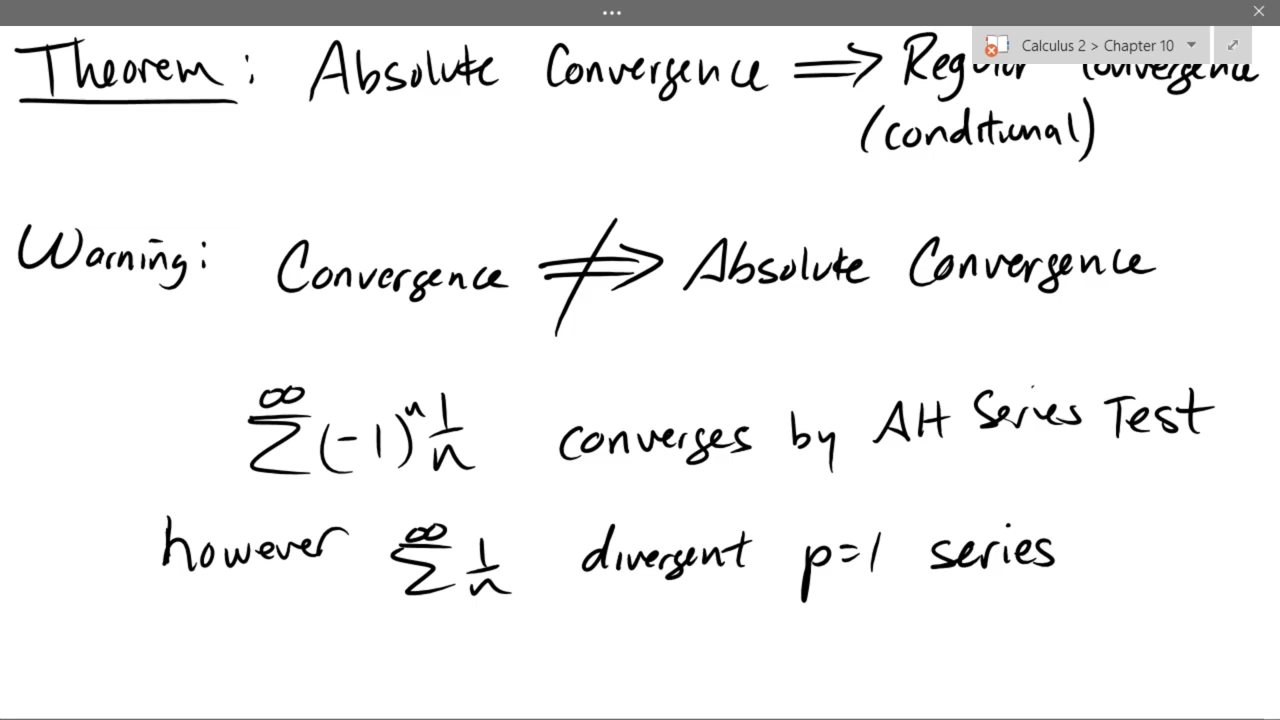 Calculus 2 > Chapter 10
Theorem: Absolute Convergence ⟹ Regular Convergence
(conditional)
Warning: Convergence ⇏ Absolute Convergence
∞
∑ (-1)ⁿ 1/n converges by Alt Series Test
however ∞
∑ 1/n divergent p=1 series